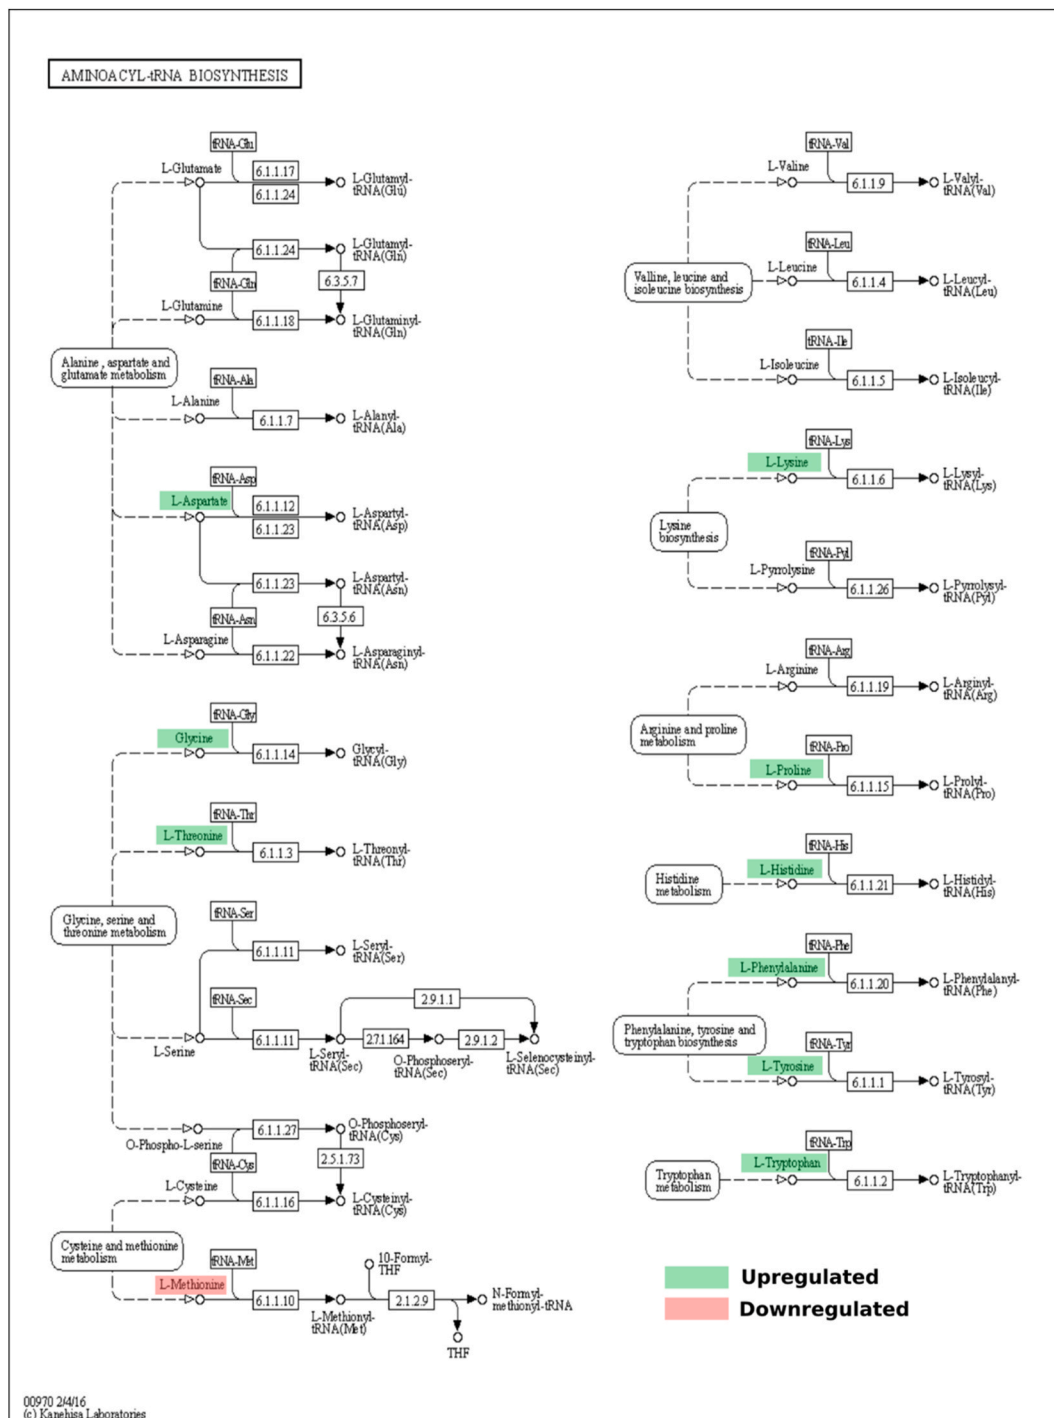 AMINOACYL-tRNA BIOSYNTHESIS
tRNA-Glu
L-Glutamate
6.1.1.17
6.1.1.24
L-Glutamyl-
tRNA(Glu)
6.1.1.24
L-Glutamyl-
tRNA(Gln)
tRNA-Gln
6.3.5.7
L-Glutamine
6.1.1.18
L-Glutaminyl-
tRNA(Gln)
Alanine , aspartate and
glutamate metabolism
tRNA-Ala
L-Alanine
6.1.1.7
L-Alanyl-
tRNA(Ala)
tRNA-Asp
L-Aspartate
6.1.1.12
6.1.1.23
L-Aspartyl-
tRNA(Asp)
6.1.1.23
L-Aspartyl-
tRNA(Asn)
tRNA-Asn
6.3.5.6
L-Asparagine
6.1.1.22
L-Asparaginyl-
tRNA(Asn)
tRNA-Gly
Glycine
6.1.1.14
Glycyl-
tRNA(Gly)
tRNA-Thr
L-Threonine
6.1.1.3
L-Threonyl-
tRNA(Thr)
Glycine, serine and
threonine metabolism
tRNA-Ser
6.1.1.11
L-Seryl-
tRNA(Ser)
tRNA-Sec
L-Serine
6.1.1.11
L-Seryl-
tRNA(Sec)
2.9.1.1
2.7.1.164
O-Phosphoseryl-
tRNA(Sec)
2.9.1.2
L-Selenocysteinyl-
tRNA(Sec)
O-Phospho-L-serine
6.1.1.27
O-Phosphoseryl-
tRNA(Cys)
tRNA-Cys
2.5.1.73
L-Cysteine
6.1.1.16
L-Cysteinyl-
tRNA(Cys)
Cysteine and methionine
metabolism
tRNA-Met
L-Methionine
6.1.1.10
L-Methionyl-
tRNA(Met)
10-Formyl-
THF
2.1.2.9
N-Formyl-
methionyl-tRNA
THF
tRNA-Val
L-Valine
6.1.1.9
L-Valyl-
tRNA(Val)
tRNA-Leu
Valline, leucine and
isoleucine biosynthesis
L-Leucine
6.1.1.4
L-Leucyl-
tRNA(Leu)
tRNA-Ile
L-Isoleucine
6.1.1.5
L-Isoleucyl-
tRNA(Ile)
tRNA-Lys
L-Lysine
6.1.1.6
L-Lysyl-
tRNA(Lys)
Lysine
biosynthesis
tRNA-Pyl
L-Pyrrolysine
6.1.1.26
L-Pyrrolysyl-
tRNA(Pyl)
tRNA-Arg
L-Arginine
6.1.1.19
L-Arginyl-
tRNA(Arg)
Arginine and proline
metabolism
tRNA-Pro
L-Proline
6.1.1.15
L-Prolyl-
tRNA(Pro)
tRNA-His
Histidine
metabolism
L-Histidine
6.1.1.21
L-Histidyl-
tRNA(His)
tRNA-Phe
L-Phenylalanine
6.1.1.20
L-Phenylalanyl-
tRNA(Phe)
Phenylalanine, tyrosine and
tryptophan biosynthesis
tRNA-Tyr
L-Tyrosine
6.1.1.1
L-Tyrosyl-
tRNA(Tyr)
tRNA-Trp
Tryptophan
metabolism
L-Tryptophan
6.1.1.2
L-Tryptophanyl-
tRNA(Trp)
Upregulated
Downregulated
00970 2/4/16
(c) Kanehisa Laboratories